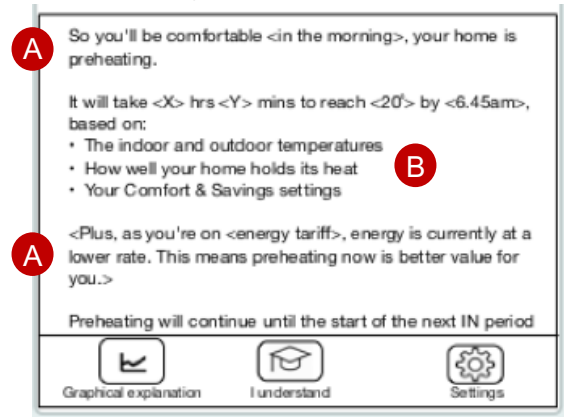 A
So you'll be comfortable <in the morning>, your home is
preheating.
It will take <X> hrs <Y> mins to reach <20°> by <6.45am>,
based on:
• The indoor and outdoor temperatures
• How well your home holds its heat
• Your Comfort & Savings settings
B
A
<Plus, as you're on <energy tariff>, energy is currently at a
lower rate. This means preheating now is better value for
you.>
Preheating will continue until the start of the next IN period
Graphical explanation
I understand
Settings